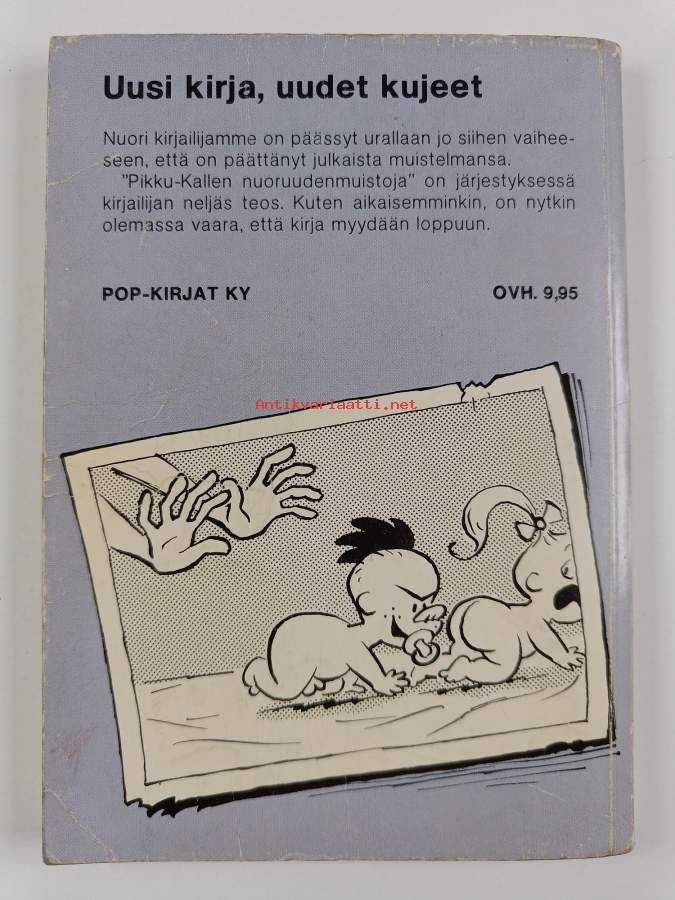 Uusi kirja, uudet kujeet
Nuori kirjailijamme on päässyt urallaan jo siihen vaihee-
seen, että on päättänyt julkaista muistelmansa.
"Pikku-Kallen nuoruudenmuistoja" on järjestyksessä
kirjailijan neljäs teos. Kuten aikaisemminkin, on nytkin
olemassa vaara, että kirja myydään loppuun.
POP-KIRJAT KY OVH. 9,95
Antikvariaatti.net